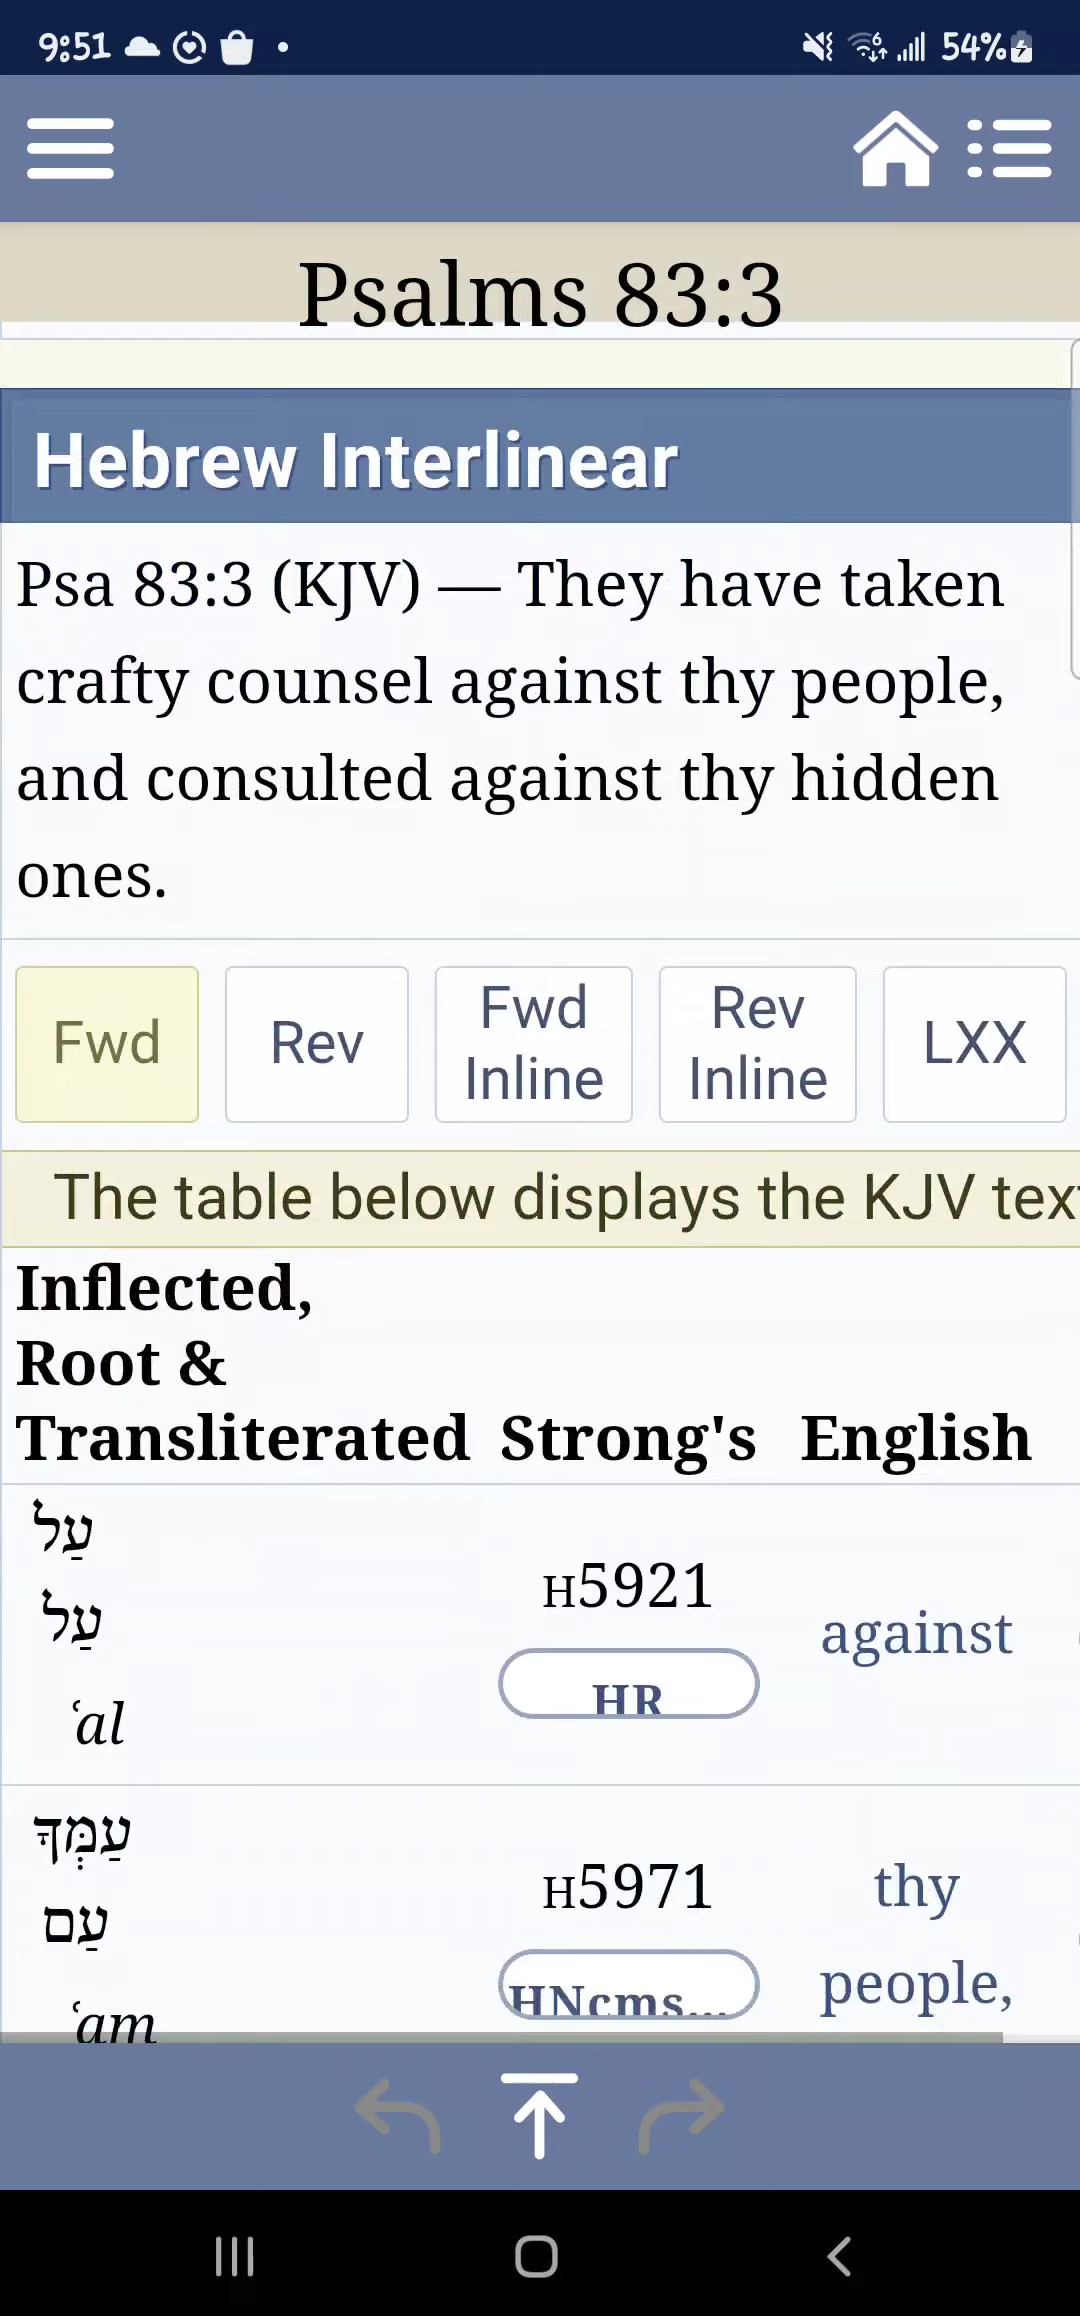 9:51
54%
Psalms 83:3
Hebrew Interlinear
Psa 83:3 (KJV) — They have taken
crafty counsel against thy people,
and consulted against thy hidden
ones.
Fwd
Rev
Fwd
Inline
Rev
Inline
LXX
The table below displays the KJV tex
Inflected,
Root &
Transliterated Strong's English
עַל
עַל
ʿal
H5921
HR
against
עַמְּךָ
עַם
ʿam
H5971
HNcms...
thy
people,